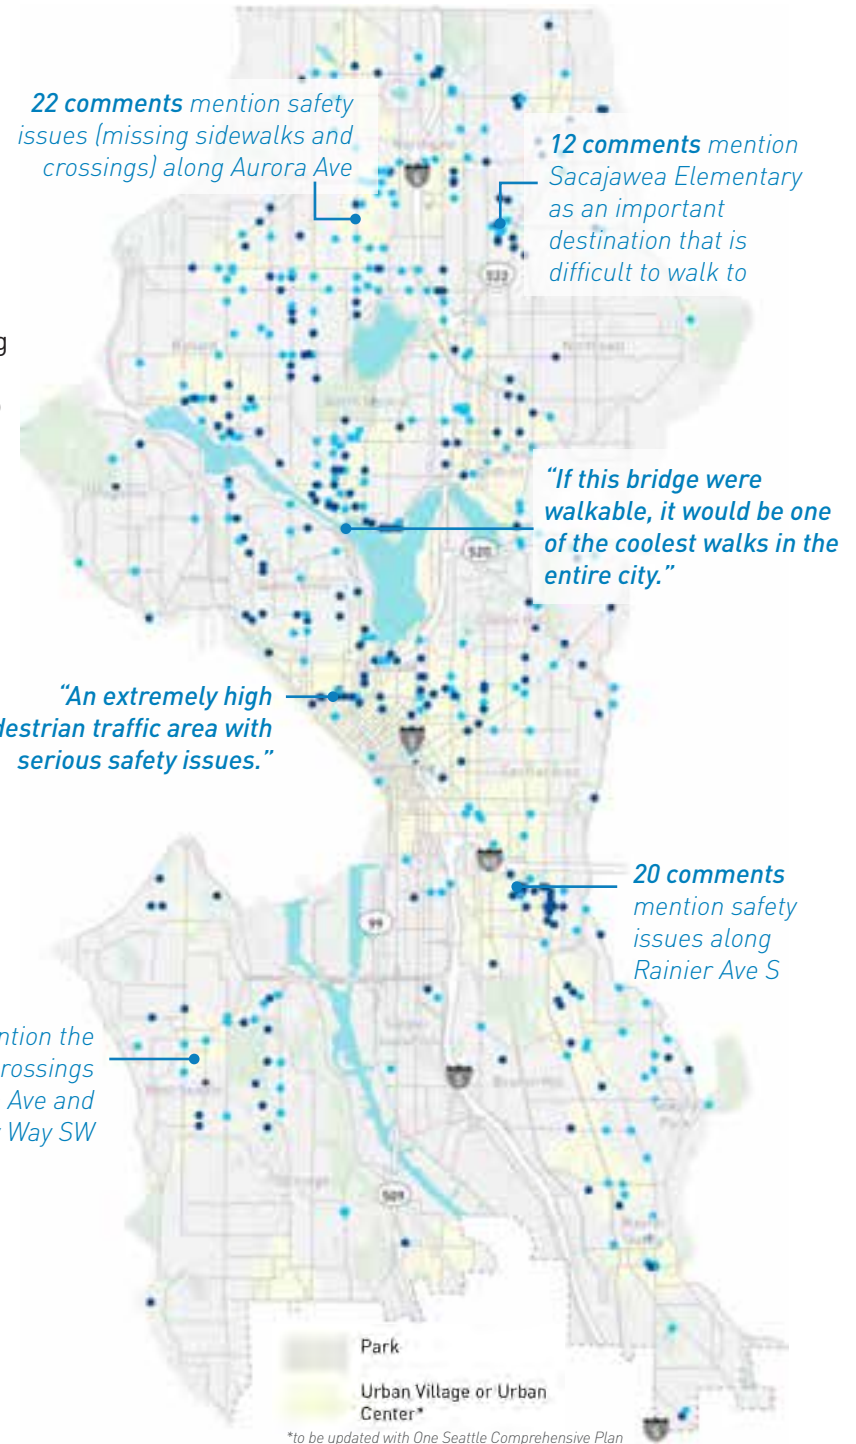 22 comments mention safety
issues (missing sidewalks and
crossings) along Aurora Ave
12 comments mention
Sacajawea Elementary
as an important
destination that is
difficult to walk to
522
g
“If this bridge were
walkable, it would be one
of the coolest walks in the
entire city.”
520
“An extremely high
destrian traffic area with
serious safety issues.”
20 comments
mention safety
issues along
Rainier Ave S
99
ntion the
rossings
Ave and
Way SW
509
Park
Urban Village or Urban
Center*
*to be updated with One Seattle Comprehensive Plan